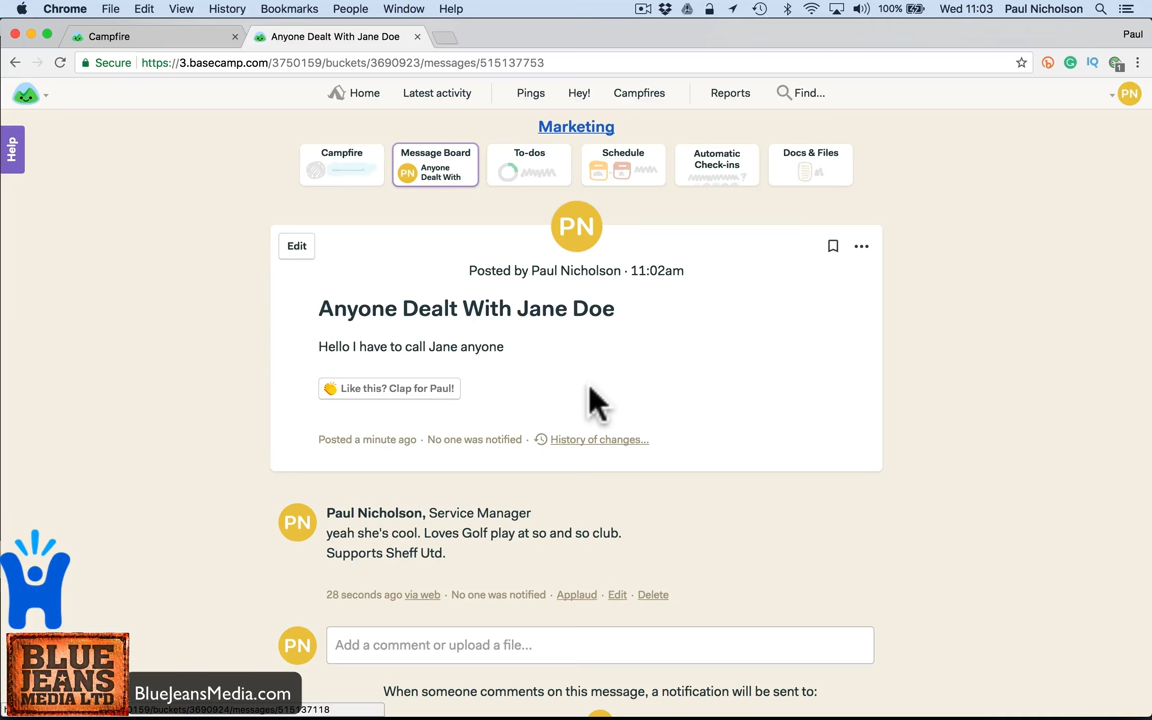 Chrome File Edit View History Bookmarks People Window Help 100% Wed 11:03 Paul Nicholson
Campfire × Anyone Dealt With Jane Doe × Paul
Secure https://3.basecamp.com/3750159/buckets/3690923/messages/515137753
Home Latest activity Pings Hey! Campfires Reports Find... PN
Help
Marketing
Campfire Message Board To-dos Schedule Automatic Check-ins Docs & Files
PN Anyone Dealt With
PN
Edit
Posted by Paul Nicholson · 11:02am
Anyone Dealt With Jane Doe
Hello I have to call Jane anyone
Like this? Clap for Paul!
Posted a minute ago · No one was notified · History of changes...
PN Paul Nicholson, Service Manager
yeah she's cool. Loves Golf play at so and so club.
Supports Sheff Utd.
28 seconds ago via web · No one was notified · Applaud · Edit · Delete
PN Add a comment or upload a file...
When someone comments on this message, a notification will be sent to:
BLUE
JEANS
MEDIA LTD
BlueJeansMedia.com
0159/buckets/3690924/messages/515137118